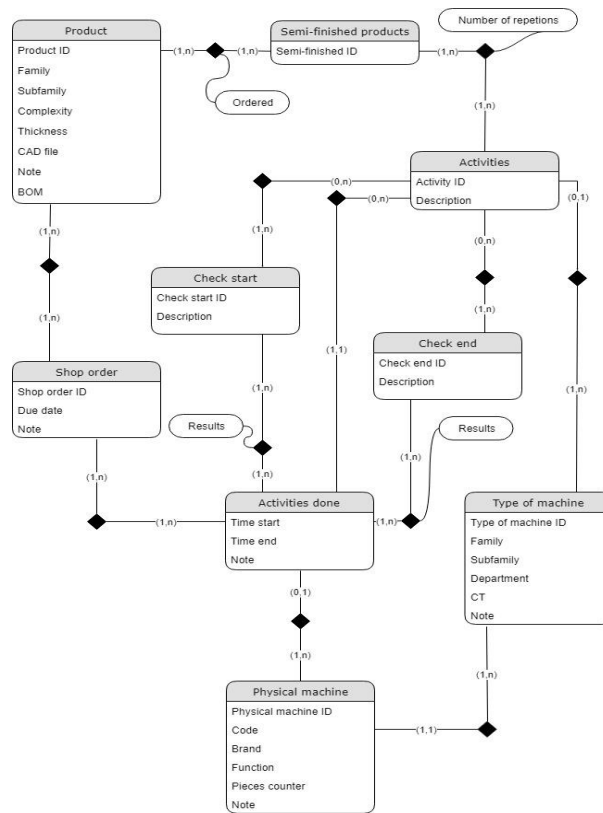 Product
Product ID
Family
Subfamily
Complexity
Thickness
CAD file
Note
BOM
(1,n)
(1,n)
Ordered
Semi-finished products
Semi-finished ID
(1,n)
Number of repetions
(1,n)
Activities
Activity ID
Description
(0,n)
(0,n)
(0,1)
(1,n)
(1,n)
(0,n)
Check start
Check start ID
Description
(1,n)
(1,1)
(1,n)
Check end
Check end ID
Description
(1,n)
Shop order
Shop order ID
Due date
Note
(1,n)
(1,n)
(1,n)
Results
Results
(1,n)
(1,n)
(1,n)
Activities done
Time start
Time end
Note
(1,n)
Type of machine
Type of machine ID
Family
Subfamily
Department
CT
Note
(0,1)
(1,n)
(1,n)
Physical machine
Physical machine ID
Code
Brand
Function
Pieces counter
Note
(1,1)